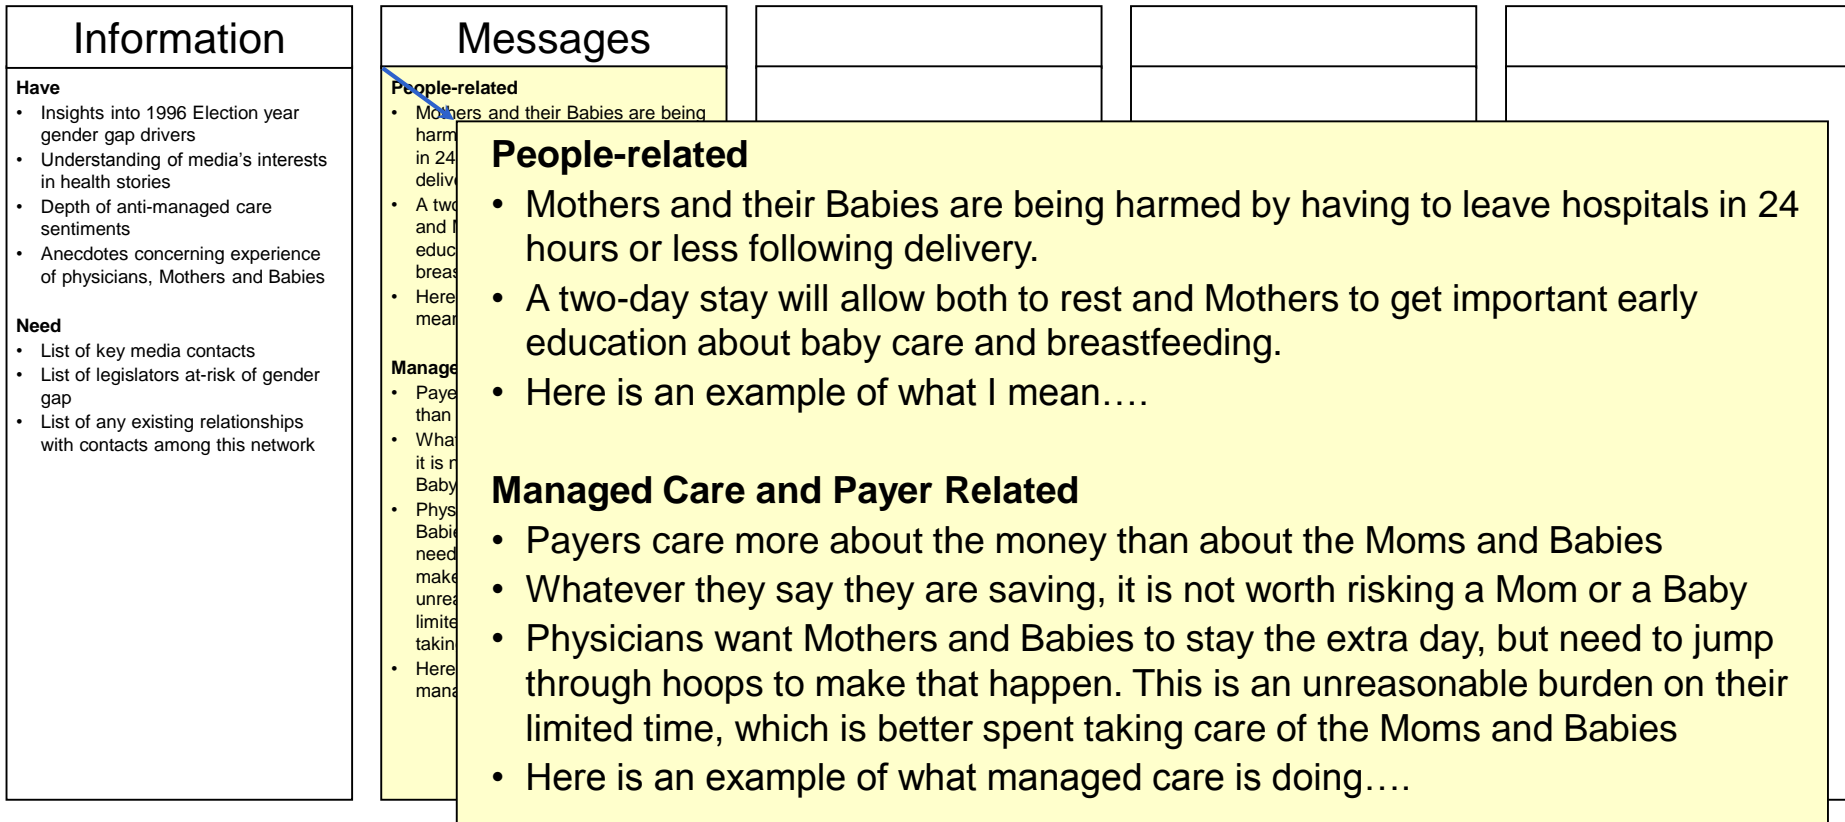 Information
Have
• Insights into 1996 Election year
gender gap drivers
• Understanding of media’s interests
in health stories
• Depth of anti-managed care
sentiments
• Anecdotes concerning experience
of physicians, Mothers and Babies
Need
• List of key media contacts
• List of legislators at-risk of gender
gap
• List of any existing relationships
with contacts among this network
Messages
People-related
• Mothers and their Babies are being
in 24
• A two
and
• Here
• than
it is
Baby
• Here
People-related
• Mothers and their Babies are being harmed by having to leave hospitals in 24
hours or less following delivery.
• A two-day stay will allow both to rest and Mothers to get important early
education about baby care and breastfeeding.
• Here is an example of what I mean….
Managed Care and Payer Related
• Payers care more about the money than about the Moms and Babies
• Whatever they say they are saving, it is not worth risking a Mom or a Baby
• Physicians want Mothers and Babies to stay the extra day, but need to jump
through hoops to make that happen. This is an unreasonable burden on their
limited time, which is better spent taking care of the Moms and Babies
• Here is an example of what managed care is doing….